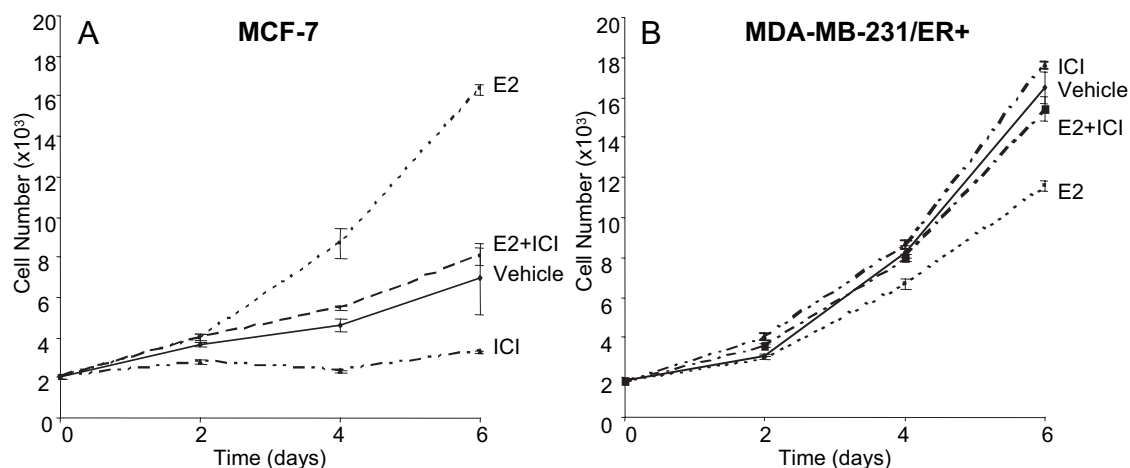 A
MCF-7
Cell Number (x10³)
20
18
16
14
12
10
8
6
4
2
0
E2
E2+ICI
Vehicle
ICI
0 2 4 6
Time (days)
B
MDA-MB-231/ER+
Cell Number (x10³)
20
18
16
14
12
10
8
6
4
2
0
ICI
Vehicle
E2+ICI
E2
0 2 4 6
Time (days)